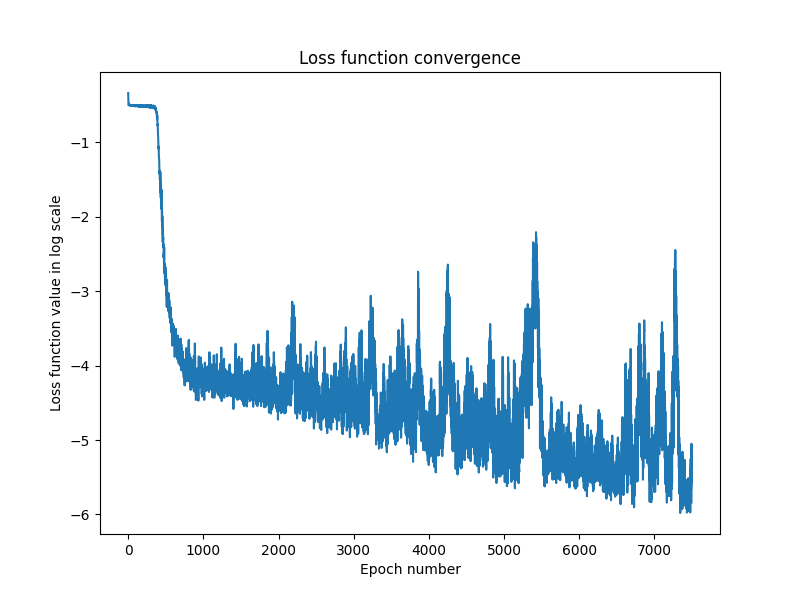 Loss function convergence
Loss function value in log scale
−1
−2
−3
−4
−5
−6
0 1000 2000 3000 4000 5000 6000 7000
Epoch number